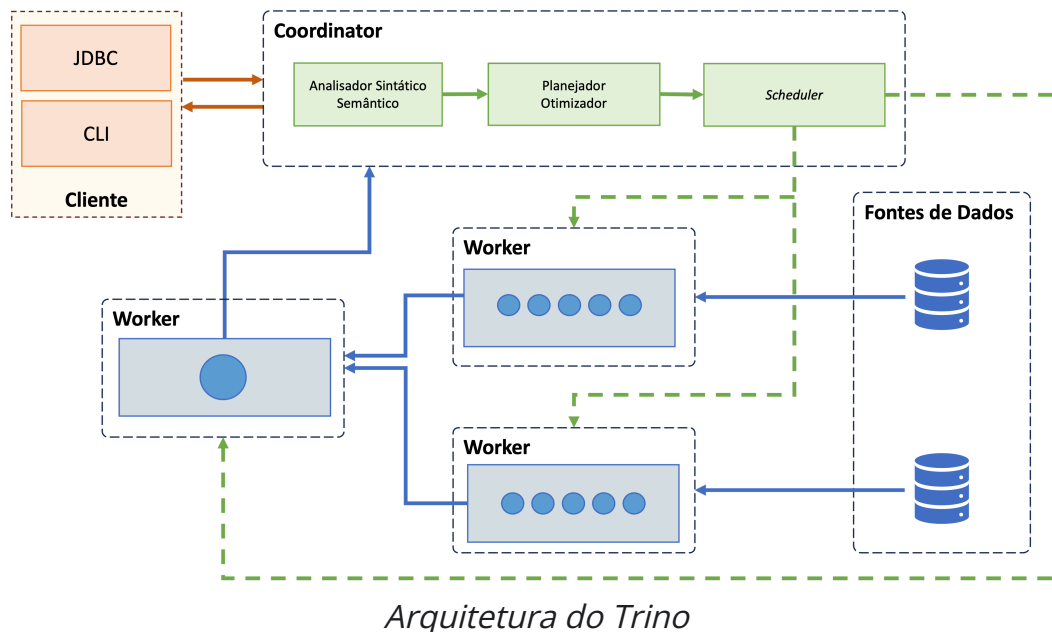 JDBC
CLI
Cliente
Coordinator
Analisador Sintático
Semântico
Planejador
Otimizador
Scheduler
Fontes de Dados
Worker
Worker
Worker
Arquitetura do Trino